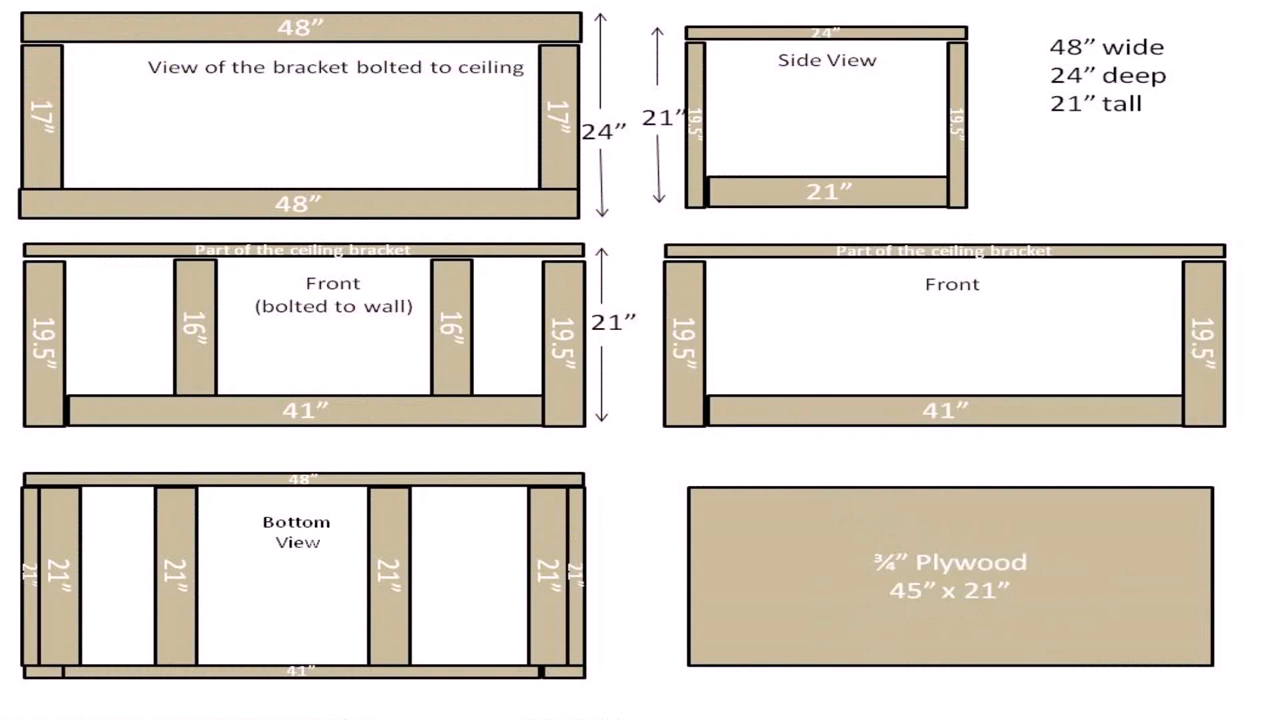 48”
View of the bracket bolted to ceiling
17”
17”
24”
48”
24”
Side View
21”
19.5”
19.5”
21”
48” wide
24” deep
21” tall
Part of the ceiling bracket
Front
(bolted to wall)
19.5”
16”
16”
19.5”
21”
41”
Part of the ceiling bracket
Front
19.5”
19.5”
41”
48”
Bottom
View
21”
21”
21”
21”
21”
21”
41”
¾” Plywood
45” x 21”